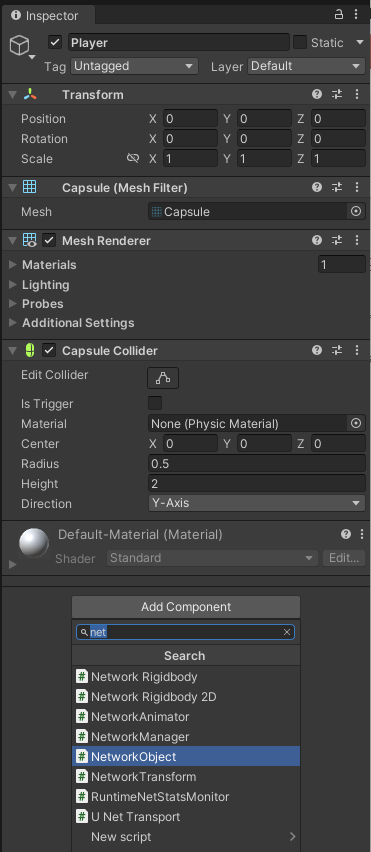 Inspector
Player Static
Tag Untagged Layer Default
Transform
Position X 0 Y 0 Z 0
Rotation X 0 Y 0 Z 0
Scale X 1 Y 1 Z 1
Capsule (Mesh Filter)
Mesh Capsule
Mesh Renderer
Materials 1
Lighting
Probes
Additional Settings
Capsule Collider
Edit Collider
Is Trigger
Material None (Physic Material)
Center X 0 Y 0 Z 0
Radius 0.5
Height 2
Direction Y-Axis
Default-Material (Material)
Shader Standard Edit...
Add Component
net
Search
# Network Rigidbody
# Network Rigidbody 2D
# NetworkAnimator
# NetworkManager
# NetworkObject
# NetworkTransform
# RuntimeNetStatsMonitor
# U Net Transport
New script